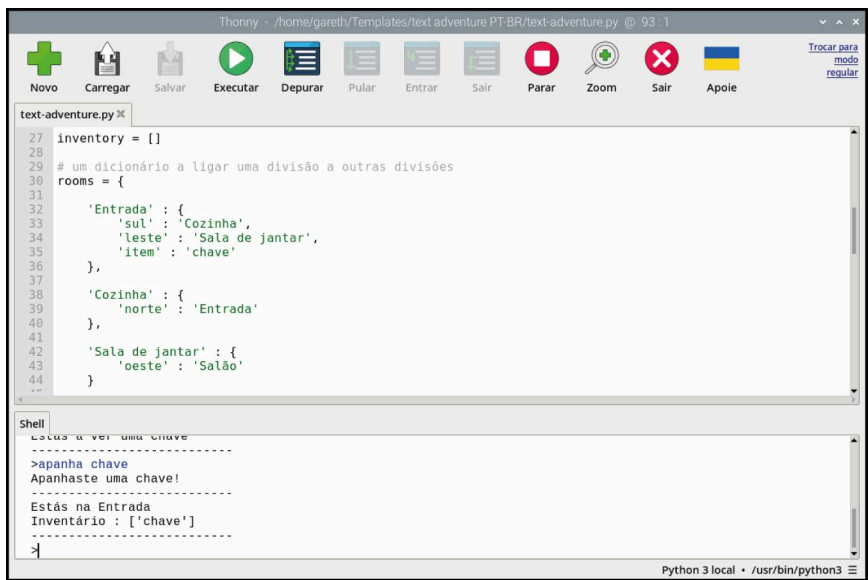 Thonny - /home/gareth/Templates/text adventure PT-BR/text-adventure.py @ 93 : 1
Novo Carregar Salvar Executar Depurar Pular Entrar Sair Parar Zoom Sair Apoie
Trocar para
modo
regular
text-adventure.py
27 inventory = []
28
29 # um dicionário a ligar uma divisão a outras divisões
30 rooms = {
31
32 'Entrada' : {
33 'sul' : 'Cozinha',
34 'leste' : 'Sala de jantar',
35 'item' : 'chave'
36 },
37
38 'Cozinha' : {
39 'norte' : 'Entrada'
40 },
41
42 'Sala de jantar' : {
43 'oeste' : 'Salão'
44 }
Shell
Estás a ver uma chave
---------------------------
>apanha chave
Apanhaste uma chave!
---------------------------
Estás na Entrada
Inventário : ['chave']
---------------------------
>
Python 3 local • /usr/bin/python3 ☰